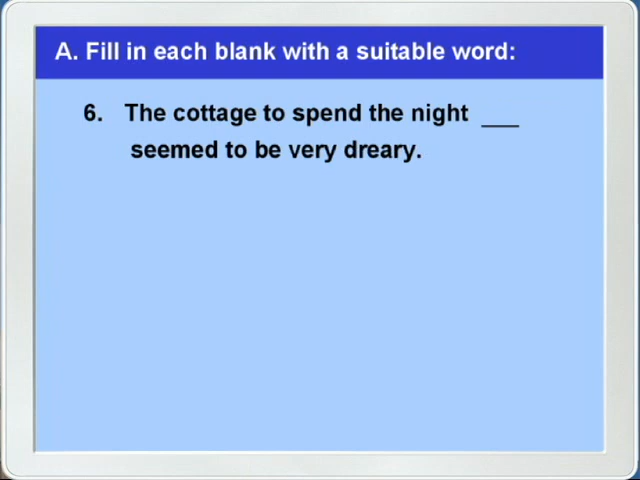 A. Fill in each blank with a suitable word:
6. The cottage to spend the night ___
seemed to be very dreary.